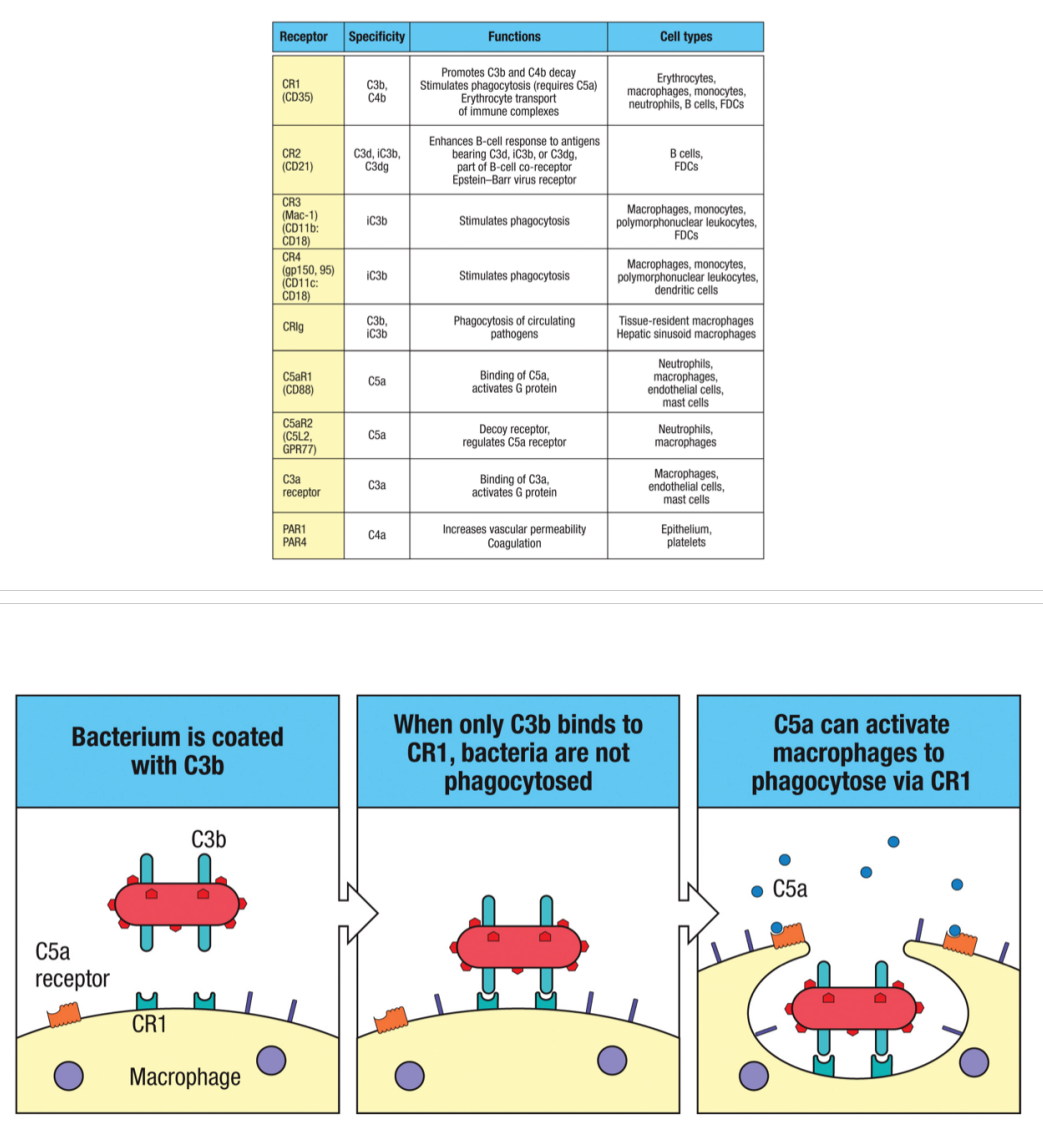 Receptor Specificity Functions Cell types
CR1
(CD35)
C3b,
C4b
Promotes C3b and C4b decay
Stimulates phagocytosis (requires C5a)
Erythrocyte transport
of immune complexes
Erythrocytes,
macrophages, monocytes,
neutrophils, B cells, FDCs
CR2
(CD21)
C3d, iC3b,
C3dg
Enhances B-cell response to antigens
bearing C3d, iC3b, or C3dg,
part of B-cell co-receptor
Epstein–Barr virus receptor
B cells,
FDCs
CR3
(Mac-1)
(CD11b:
CD18)
iC3b
Stimulates phagocytosis
Macrophages, monocytes,
polymorphonuclear leukocytes,
FDCs
CR4
(gp150, 95)
(CD11c:
CD18)
iC3b
Stimulates phagocytosis
Macrophages, monocytes,
polymorphonuclear leukocytes,
dendritic cells
CRIg
C3b,
iC3b
Phagocytosis of circulating
pathogens
Tissue-resident macrophages
Hepatic sinusoid macrophages
C5aR1
(CD88)
C5a
Binding of C5a,
activates G protein
Neutrophils,
macrophages,
endothelial cells,
mast cells
C5aR2
(C5L2,
GPR77)
C5a
Decoy receptor,
regulates C5a receptor
Neutrophils,
macrophages
C3a
receptor
C3a
Binding of C3a,
activates G protein
Macrophages,
endothelial cells,
mast cells
PAR1
PAR4
C4a
Increases vascular permeability
Coagulation
Epithelium,
platelets
Bacterium is coated
with C3b
C3b
C5a
receptor
CR1
Macrophage
When only C3b binds to
CR1, bacteria are not
phagocytosed
C5a can activate
macrophages to
phagocytose via CR1
C5a